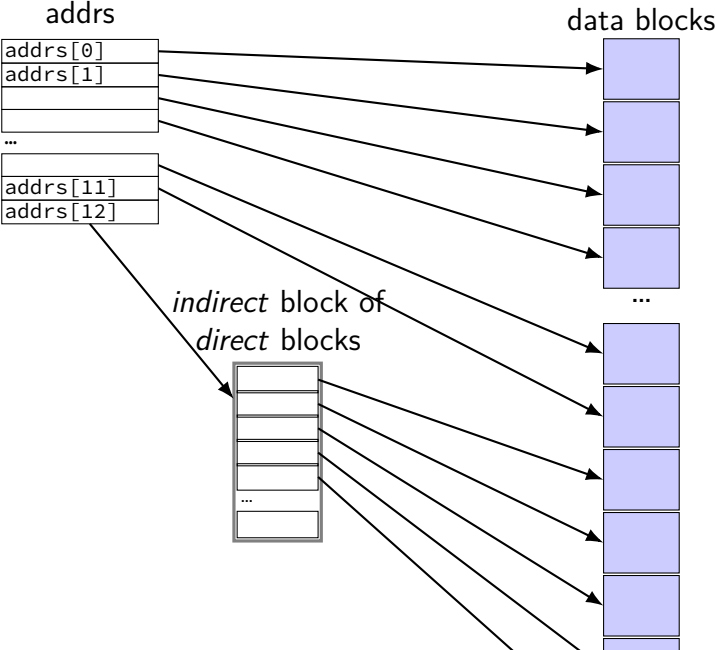 addrs
data blocks
addrs[0]
addrs[1]
...
addrs[11]
addrs[12]
...
indirect block of
direct blocks
...